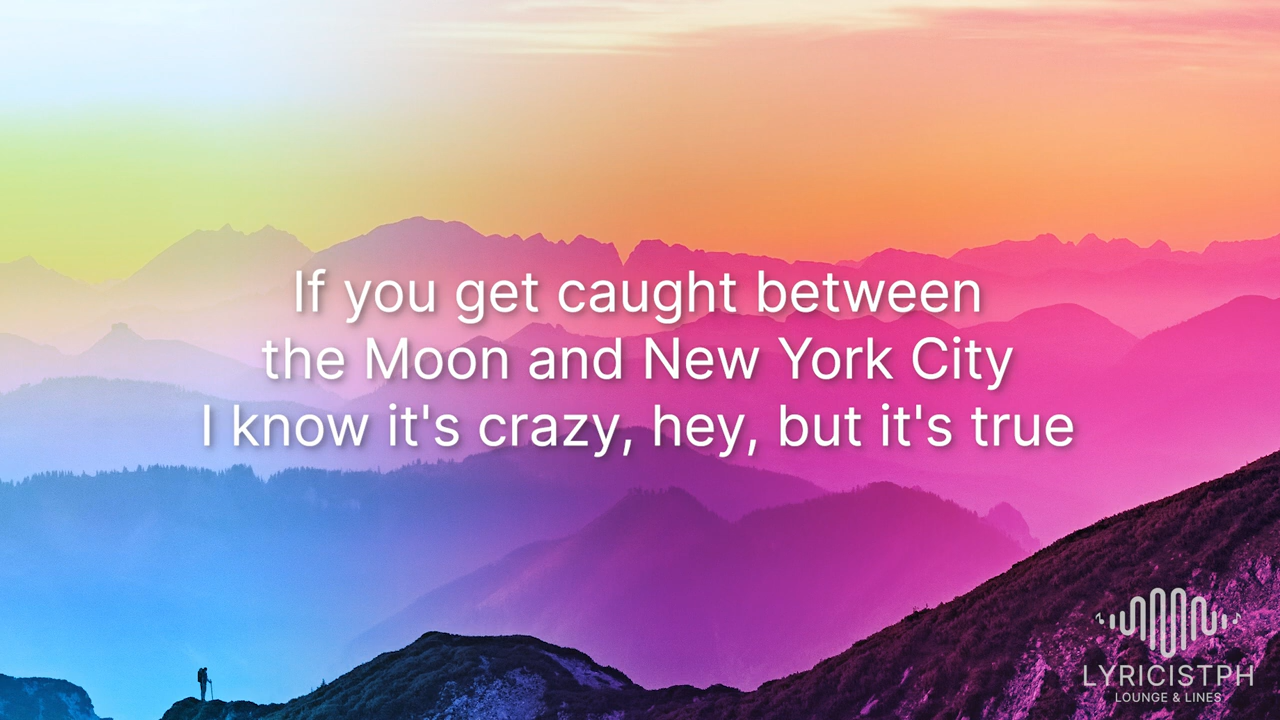 If you get caught between
the Moon and New York City
I know it's crazy, hey, but it's true
LYRICISTPH
LOUNGE & LINES